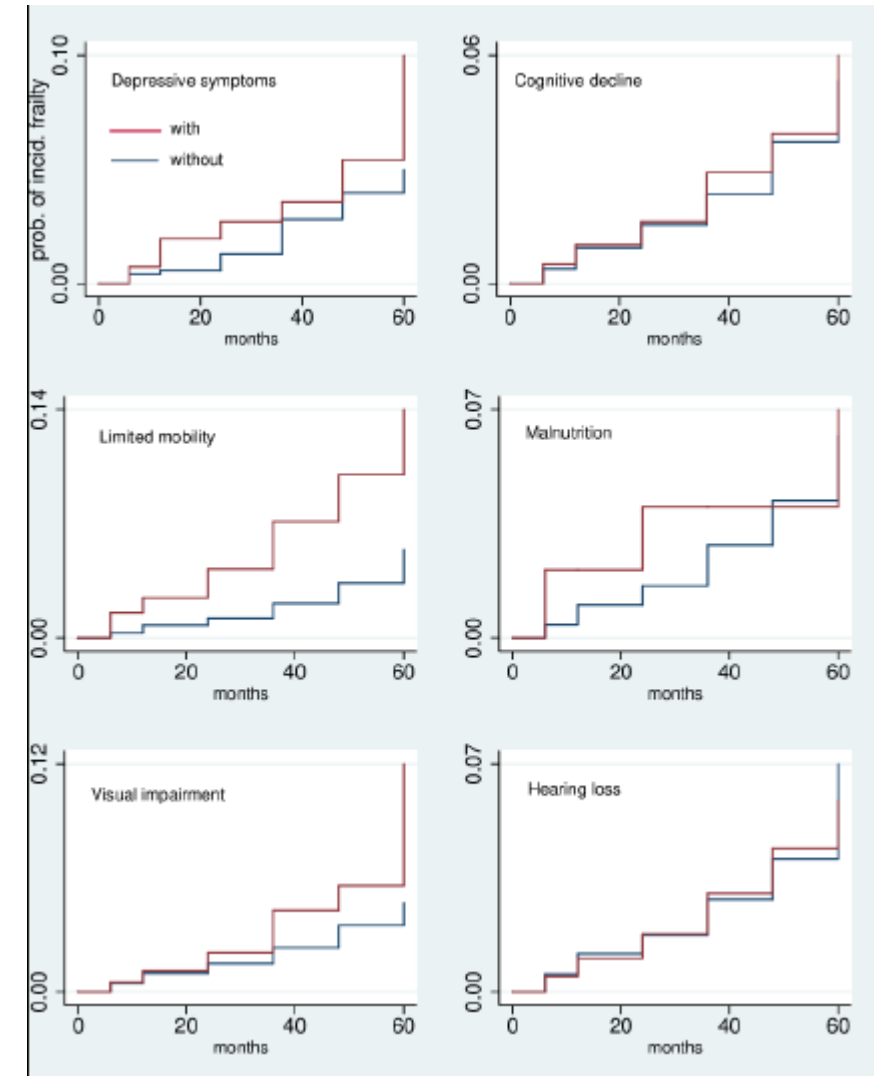 prob. of incid. frailty
0.10
0.00
Depressive symptoms
with
without
0 20 40 60
months
0.06
0.00
Cognitive decline
0 20 40 60
months
0.14
0.00
Limited mobility
0 20 40 60
months
0.07
0.00
Malnutrition
0 20 40 60
months
0.12
0.00
Visual impairment
0 20 40 60
months
0.07
0.00
Hearing loss
0 20 40 60
months